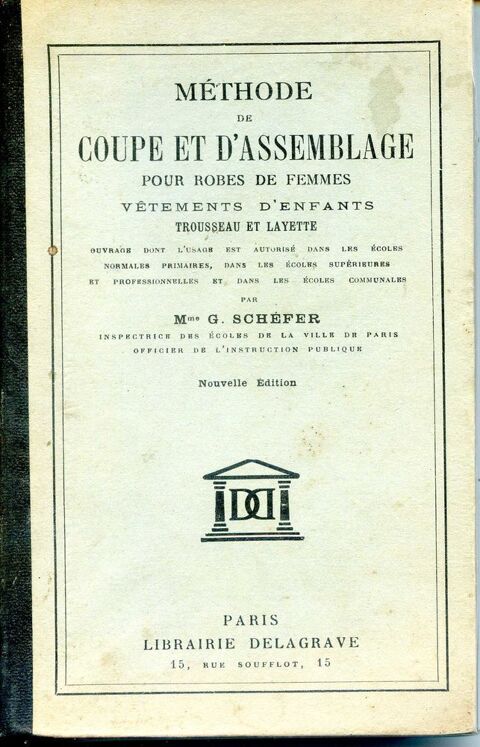 MÉTHODE
DE
COUPE ET D'ASSEMBLAGE
POUR ROBES DE FEMMES
VÊTEMENTS D'ENFANTS
TROUSSEAU ET LAYETTE
OUVRAGE DONT L'USAGE EST AUTORISÉ DANS LES ÉCOLES
NORMALES PRIMAIRES, DANS LES ÉCOLES SUPÉRIEURES
ET PROFESSIONNELLES ET DANS LES ÉCOLES COMMUNALES
PAR
Mme G. SCHÉFER
INSPECTRICE DES ÉCOLES DE LA VILLE DE PARIS
OFFICIER DE L'INSTRUCTION PUBLIQUE
Nouvelle Édition
DD
PARIS
LIBRAIRIE DELAGRAVE
15, RUE SOUFFLOT, 15